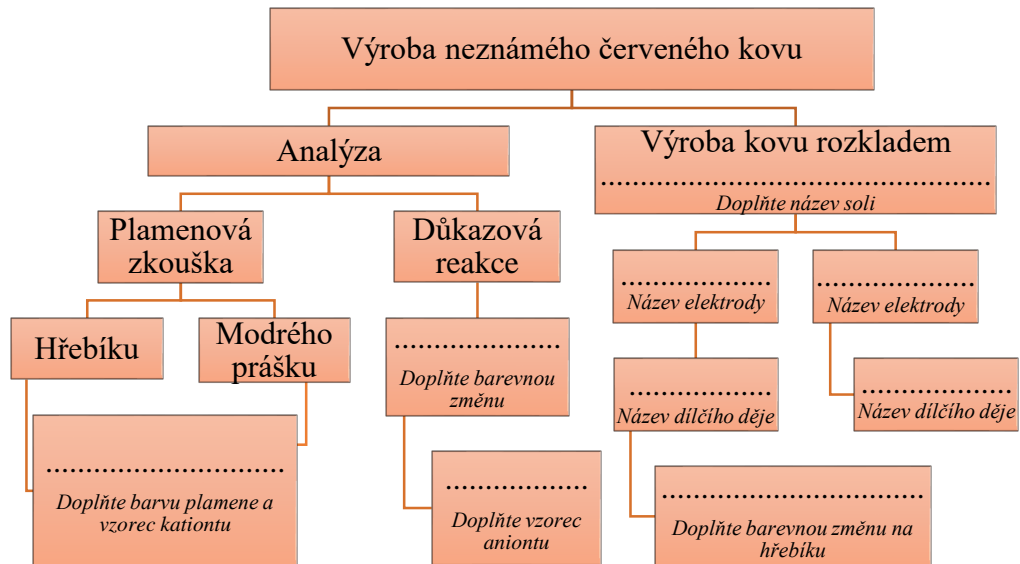 Výroba neznámého červeného kovu
Analýza
Plamenová
zkouška
Hřebíku
Modrého
prášku
....................................
Doplňte barvu plamene a
vzorec kationtu
Důkazová
reakce
.........................
Doplňte barevnou
změnu
.....................
Doplňte vzorec
aniontu
Výroba kovu rozkladem
..................................................
Doplňte název soli
......................
Název elektrody
................
Název dílčího děje
.......................................
Doplňte barevnou změnu na
hřebíku
......................
Název elektrody
................
Název dílčího děje